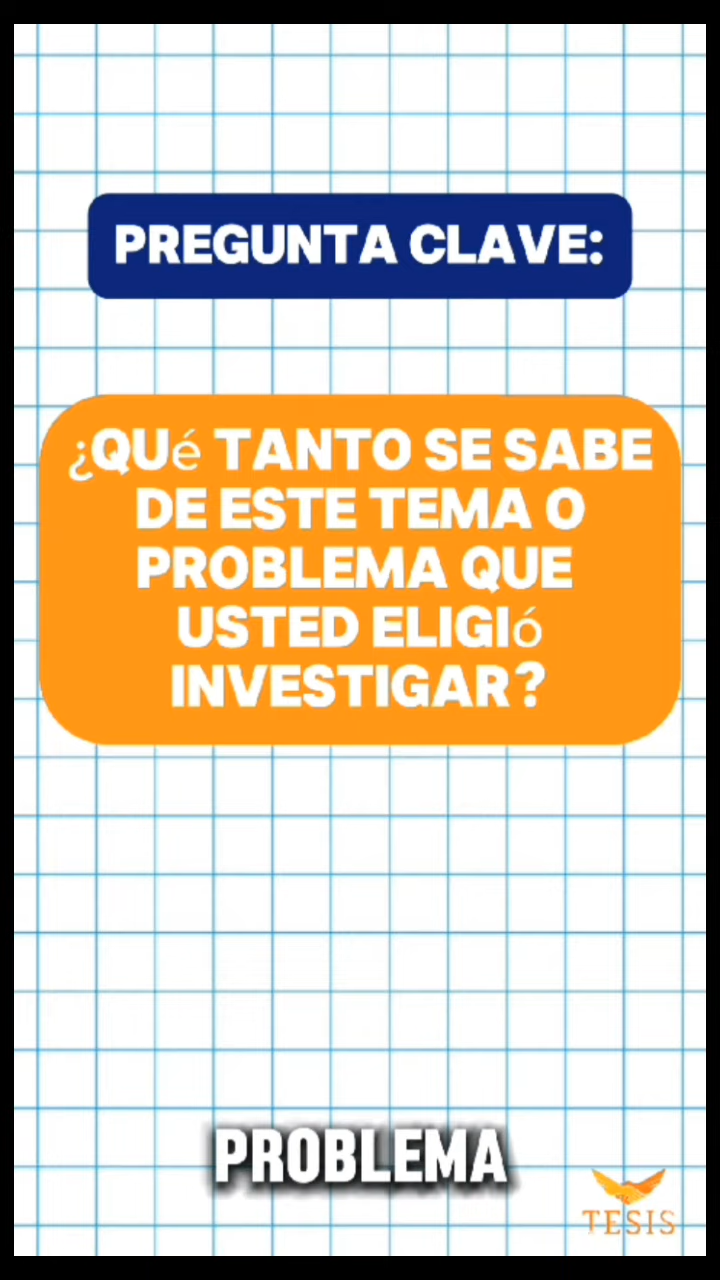 PREGUNTA CLAVE:
¿QUé TANTO SE SABE
DE ESTE TEMA O
PROBLEMA QUE
USTED ELIGIó
INVESTIGAR?
PROBLEMA
TESIS